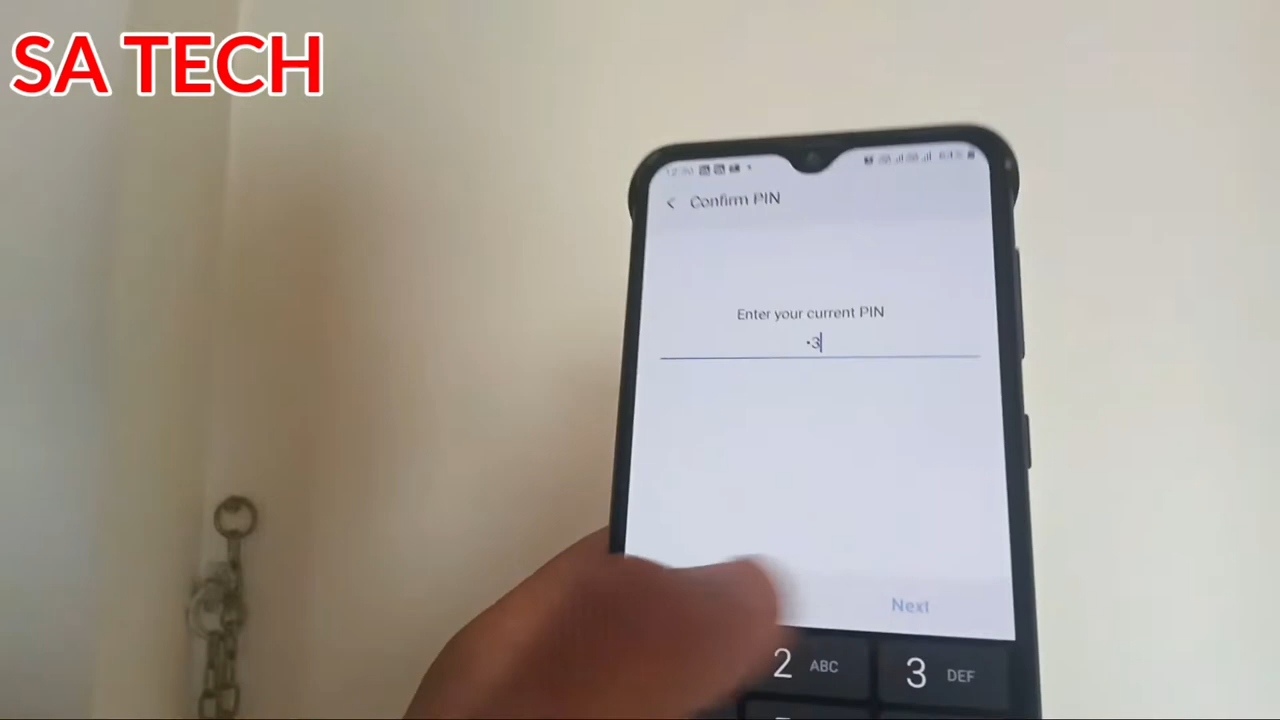 SA TECH
Confirm PIN
Enter your current PIN
•3
Next
2 ABC
3 DEF